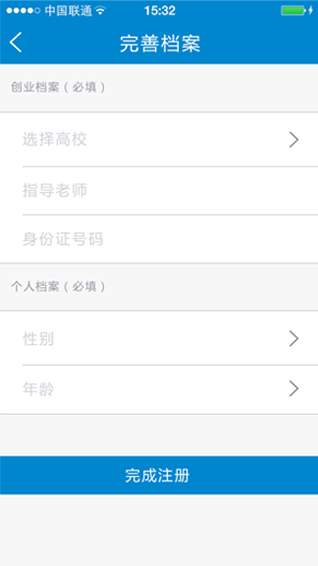 中国联通 15:32
完善档案
创业档案（必填）
选择高校
指导老师
身份证号码
个人档案（必填）
性别
年龄
完成注册